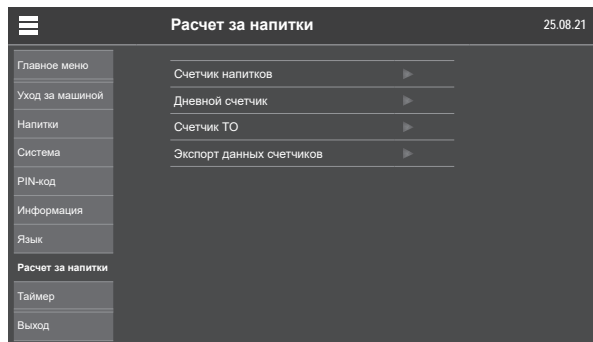 Расчет за напитки
25.08.21
Главное меню
Уход за машиной
Напитки
Система
PIN-код
Информация
Язык
Расчет за напитки
Таймер
Выход
Счетчик напитков
Дневной счетчик
Счетчик ТО
Экспорт данных счетчиков